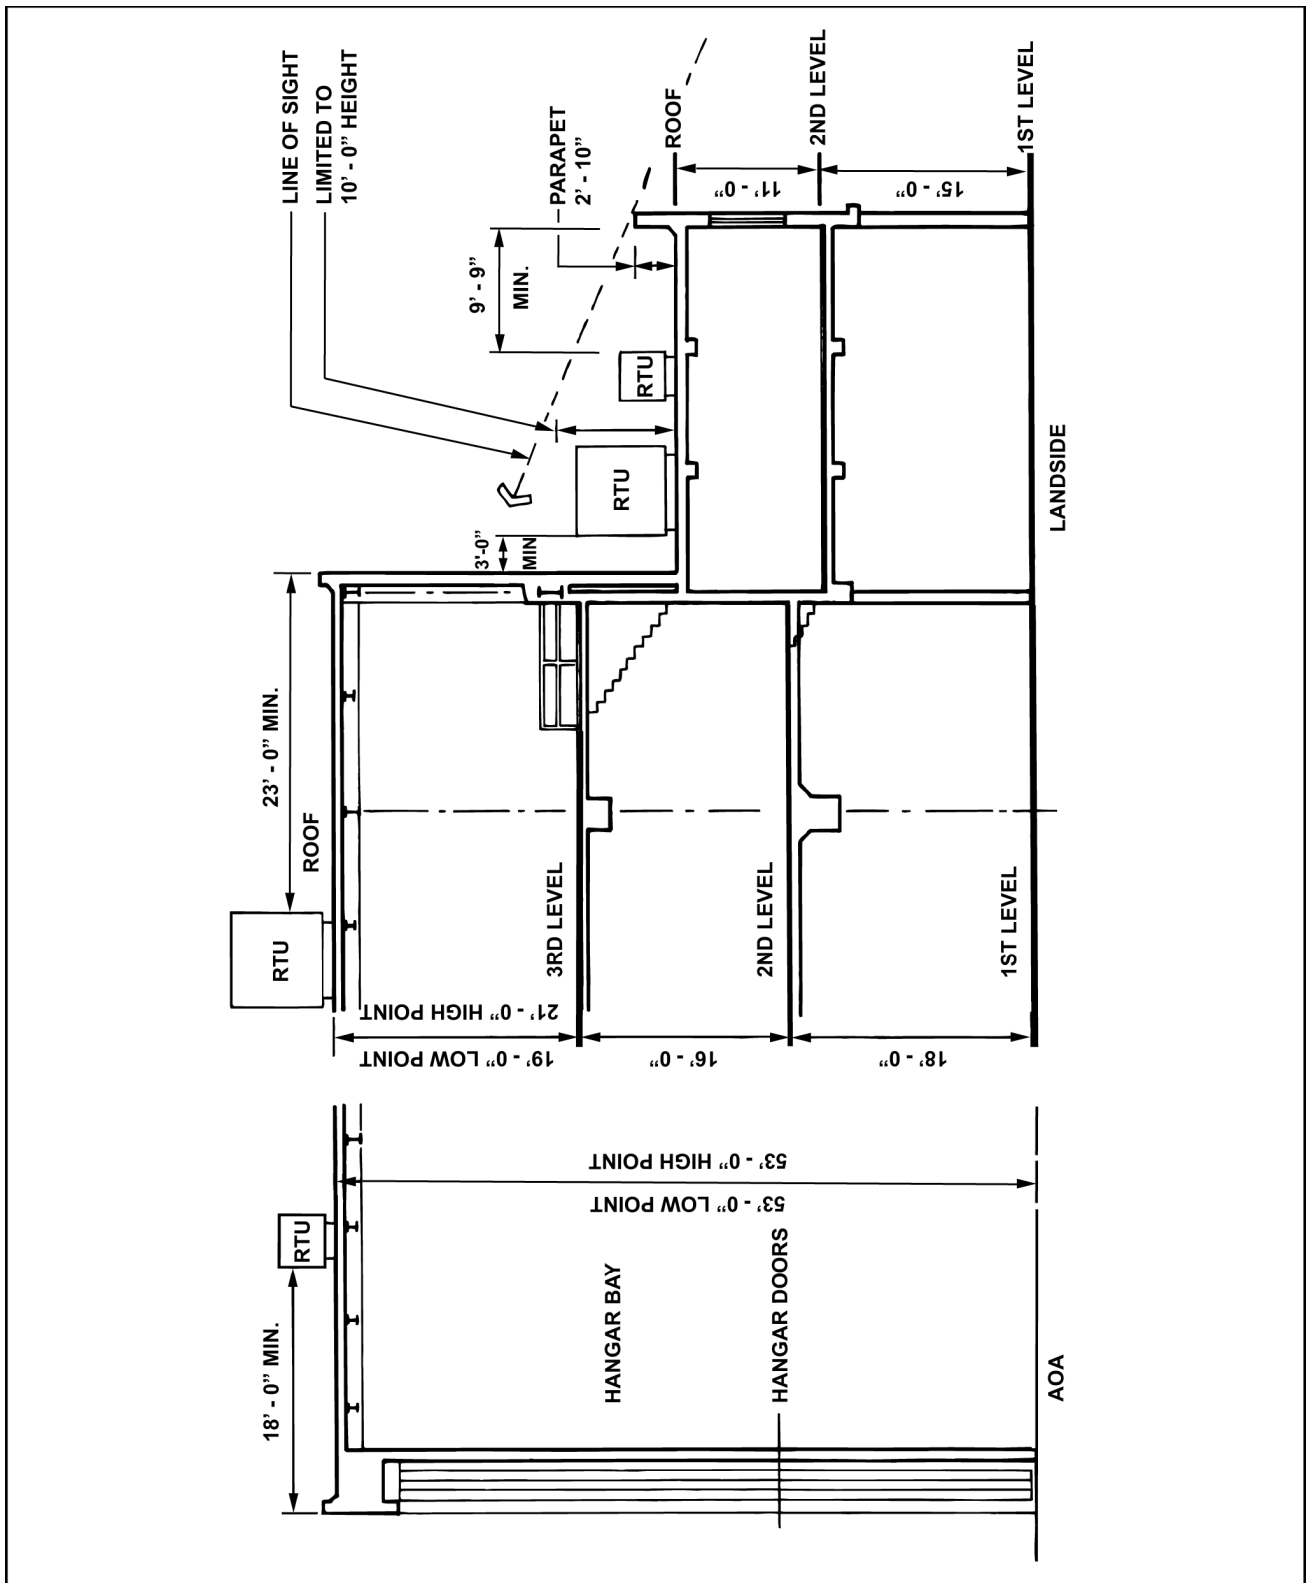 LINE OF SIGHT
LIMITED TO
10' - 0” HEIGHT
PARAPET
2' - 10”
ROOF
2ND LEVEL
1ST LEVEL
9' - 9”
MIN.
11' - 0”
15' - 0”
RTU
RTU
3'-0”
MIN
LANDSIDE
23' - 0” MIN.
ROOF
RTU
3RD LEVEL
2ND LEVEL
1ST LEVEL
21' - 0” HIGH POINT
19' - 0” LOW POINT
16' - 0”
18' - 0”
53' - 0” HIGH POINT
53' - 0” LOW POINT
RTU
18' - 0” MIN.
HANGAR BAY
HANGAR DOORS
AOA